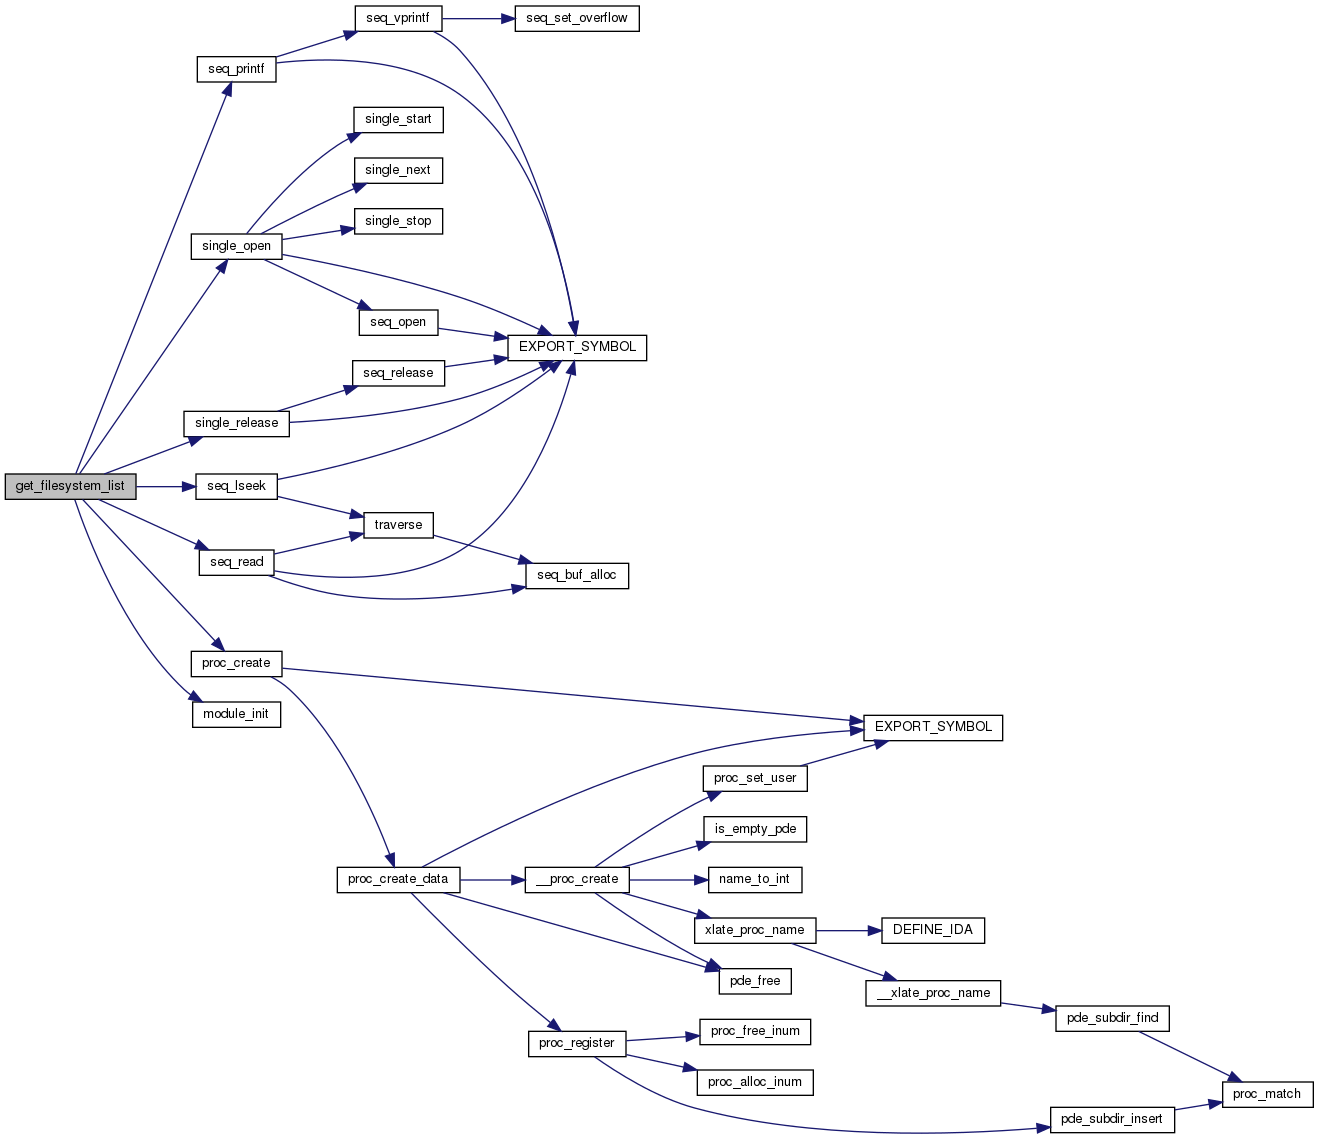 seq_vprintf
seq_set_overflow
seq_printf
single_start
single_next
single_stop
single_open
seq_open
EXPORT_SYMBOL
seq_release
single_release
get_filesystem_list
seq_lseek
traverse
seq_read
seq_buf_alloc
proc_create
module_init
EXPORT_SYMBOL
proc_set_user
is_empty_pde
proc_create_data
__proc_create
name_to_int
xlate_proc_name
DEFINE_IDA
pde_free
__xlate_proc_name
pde_subdir_find
proc_free_inum
proc_register
proc_alloc_inum
proc_match
pde_subdir_insert